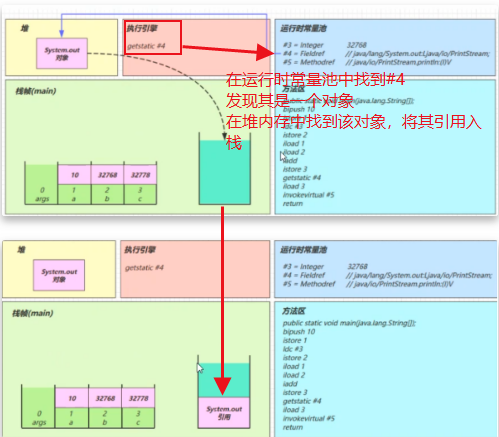 堆
执行引擎
运行时常量池
System.out
对象
getstatic #4
#3 = Integer 32768
#4 = Fieldref // java/lang/System.out:Ljava/io/PrintStream;
#5 = Methodref // java/io/PrintStream.println:(I)V
在运行时常量池中找到#4
发现其是一个对象
在堆内存中找到该对象，将其引用入
栈
栈帧(main)
方法区
public static void main(java.lang.String[]);
bipush 10
istore 2
iload 1
iload 2
iadd
istore 3
getstatic #4
iload 3
invokevirtual #5
return
10 32768 32778
0 1 2 3
args a b c
堆
执行引擎
运行时常量池
System.out
对象
getstatic #4
#3 = Integer 32768
#4 = Fieldref // java/lang/System.out:Ljava/io/PrintStream;
#5 = Methodref // java/io/PrintStream.println:(I)V
栈帧(main)
方法区
public static void main(java.lang.String[]);
bipush 10
istore 1
ldc #3
istore 2
iload 1
iload 2
iadd
istore 3
getstatic #4
iload 3
invokevirtual #5
return
10 32768 32778
0 1 2 3
args a b c
System.out
引用